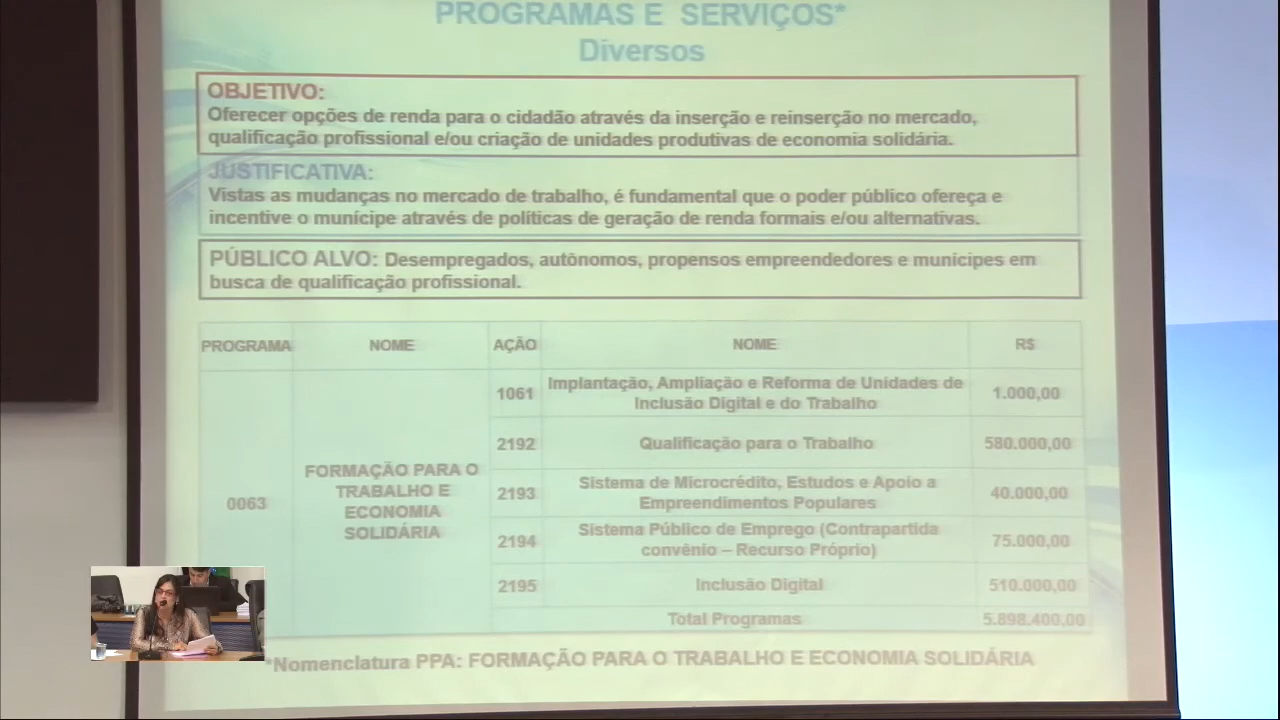 PROGRAMAS E SERVIÇOS*
Diversos
OBJETIVO:
Oferecer opções de renda para o cidadão através da inserção e reinserção no mercado,
qualificação profissional e/ou criação de unidades produtivas de economia solidária.
JUSTIFICATIVA:
Vistas as mudanças no mercado de trabalho, é fundamental que o poder público ofereça e
incentive o munícipe através de políticas de geração de renda formais e/ou alternativas.
PÚBLICO ALVO: Desempregados, autônomos, propensos empreendedores e munícipes em
busca de qualificação profissional.
PROGRAMA NOME AÇÃO NOME R$
0063
FORMAÇÃO PARA O
TRABALHO E
ECONOMIA
SOLIDÁRIA
1061 Implantação, Ampliação e Reforma de Unidades de
Inclusão Digital e do Trabalho 1.000,00
2192 Qualificação para o Trabalho 580.000,00
2193 Sistema de Microcrédito, Estudos e Apoio a
Empreendimentos Populares 40.000,00
2194 Sistema Público de Emprego (Contrapartida
convênio – Recurso Próprio) 75.000,00
2195 Inclusão Digital 510.000,00
Total Programas 5.898.400,00
*Nomenclatura PPA: FORMAÇÃO PARA O TRABALHO E ECONOMIA SOLIDÁRIA